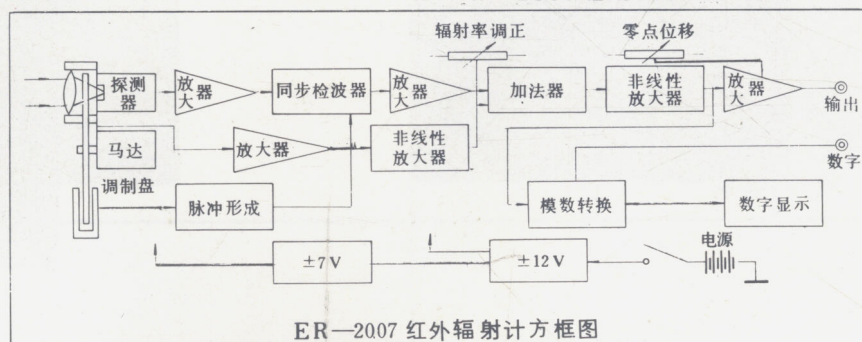 辐射率调正
零点位移
探测器
放大器
同步检波器
放大器
加法器
非线性
放大器
放大器
输出
马达
放大器
非线性
放大器
数字
调制盘
脉冲形成
模数转换
数字显示
±7V
±12V
电源
ER—2007 红外辐射计方框图